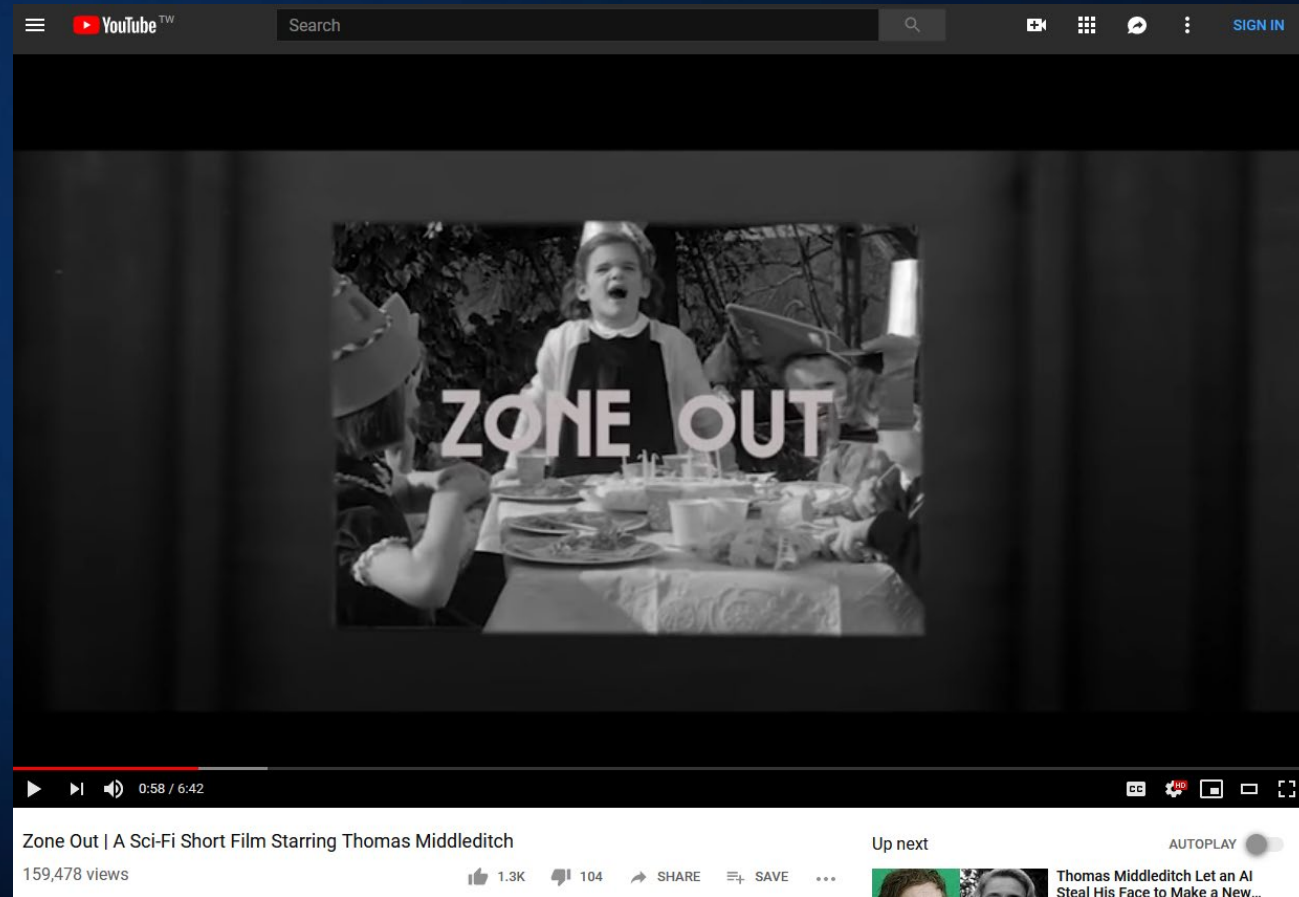 YouTube TW
Search
SIGN IN
ZONE OUT
0:58 / 6:42
CC
HD
Zone Out | A Sci-Fi Short Film Starring Thomas Middleditch
159,478 views
1.3K
104
SHARE
SAVE
Up next
AUTOPLAY
Thomas Middleditch Let an AI
Steal His Face to Make a New...